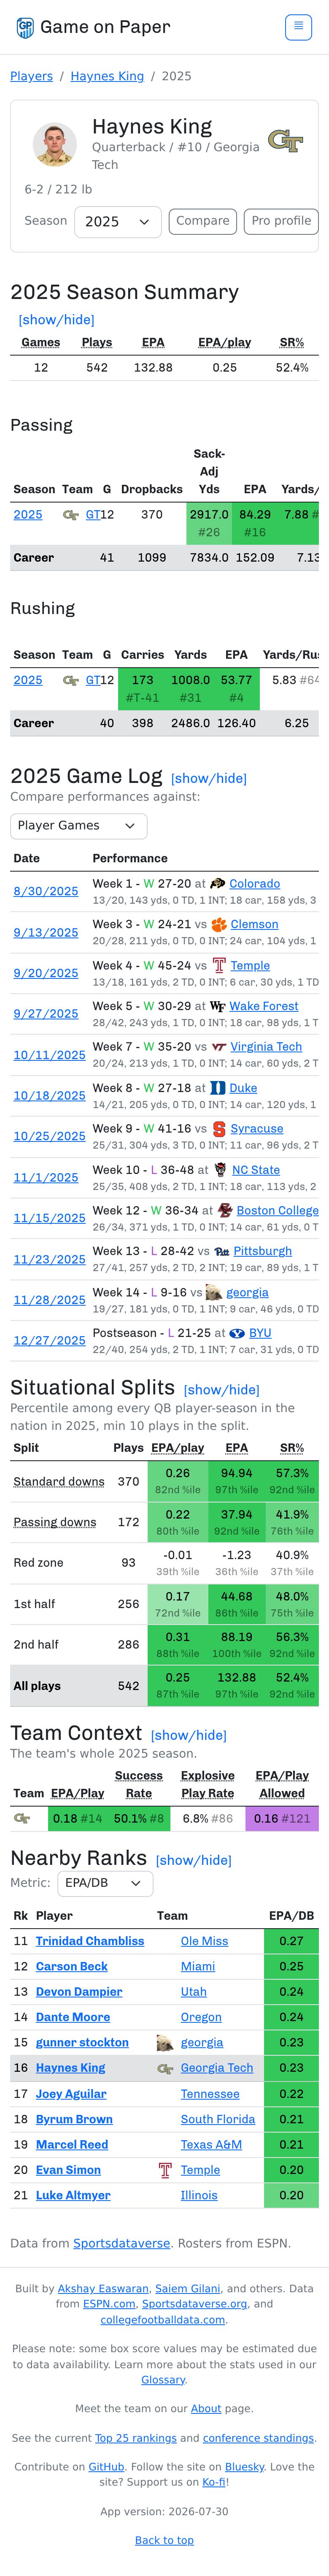 Game on Paper
Players / Haynes King / 2025
Haynes King
Quarterback / #10 / Georgia
Tech
6-2 / 212 lb
Season 2025 Compare Pro profile
2025 Season Summary
[show/hide]
Games Plays EPA EPA/play SR%
12 542 132.88 0.25 52.4%
Passing
Sack-
Adj
Season Team G Dropbacks Yds EPA Yards/
2025 GT 12 370 2917.0 84.29 7.88 #
#26 #16
Career 41 1099 7834.0 152.09 7.13
Rushing
Season Team G Carries Yards EPA Yards/Rus
2025 GT 12 173 1008.0 53.77 5.83 #64
#T-41 #31 #4
Career 40 398 2486.0 126.40 6.25
2025 Game Log [show/hide]
Compare performances against:
Player Games
Date Performance
8/30/2025 Week 1 - W 27-20 at Colorado
13/20, 143 yds, 0 TD, 1 INT; 18 car, 158 yds, 3
9/13/2025 Week 3 - W 24-21 vs Clemson
20/28, 211 yds, 0 TD, 0 INT; 24 car, 104 yds, 1
9/20/2025 Week 4 - W 45-24 vs Temple
13/18, 161 yds, 2 TD, 0 INT; 6 car, 30 yds, 1 TD
9/27/2025 Week 5 - W 30-29 at Wake Forest
28/42, 243 yds, 1 TD, 0 INT; 18 car, 98 yds, 1 T
10/11/2025 Week 7 - W 35-20 vs Virginia Tech
20/24, 213 yds, 1 TD, 0 INT; 14 car, 60 yds, 2 T
10/18/2025 Week 8 - W 27-18 at Duke
14/21, 205 yds, 0 TD, 0 INT; 14 car, 120 yds, 1
10/25/2025 Week 9 - W 41-16 vs Syracuse
25/31, 304 yds, 3 TD, 0 INT; 11 car, 96 yds, 2 T
11/1/2025 Week 10 - L 36-48 at NC State
25/35, 408 yds, 2 TD, 1 INT; 18 car, 113 yds, 2
11/15/2025 Week 12 - W 36-34 at Boston College
26/34, 371 yds, 1 TD, 0 INT; 14 car, 61 yds, 0 T
11/23/2025 Week 13 - L 28-42 vs Pittsburgh
27/41, 257 yds, 2 TD, 2 INT; 19 car, 89 yds, 1 T
11/28/2025 Week 14 - L 9-16 vs georgia
19/27, 181 yds, 0 TD, 1 INT; 9 car, 46 yds, 0 TD
12/27/2025 Postseason - L 21-25 at BYU
22/40, 254 yds, 2 TD, 1 INT; 7 car, 31 yds, 0 TD
Situational Splits [show/hide]
Percentile among every QB player-season in the
nation in 2025, min 10 plays in the split.
Split Plays EPA/play EPA SR%
Standard downs 370 0.26 94.94 57.3%
82nd %ile 97th %ile 92nd %ile
Passing downs 172 0.22 37.94 41.9%
80th %ile 92nd %ile 76th %ile
Red zone 93 -0.01 -1.23 40.9%
39th %ile 36th %ile 37th %ile
1st half 256 0.17 44.68 48.0%
72nd %ile 86th %ile 75th %ile
2nd half 286 0.31 88.19 56.3%
88th %ile 100th %ile 92nd %ile
All plays 542 0.25 132.88 52.4%
87th %ile 97th %ile 92nd %ile
Team Context [show/hide]
The team's whole 2025 season.
Success Explosive EPA/Play
Team EPA/Play Rate Play Rate Allowed
0.18 #14 50.1% #8 6.8% #86 0.16 #121
Nearby Ranks [show/hide]
Metric: EPA/DB
Rk Player Team EPA/DB
11 Trinidad Chambliss Ole Miss 0.27
12 Carson Beck Miami 0.25
13 Devon Dampier Utah 0.24
14 Dante Moore Oregon 0.24
15 gunner stockton georgia 0.23
16 Haynes King Georgia Tech 0.23
17 Joey Aguilar Tennessee 0.22
18 Byrum Brown South Florida 0.21
19 Marcel Reed Texas A&M 0.21
20 Evan Simon Temple 0.20
21 Luke Altmyer Illinois 0.20
Data from Sportsdataverse. Rosters from ESPN.
Built by Akshay Easwaran, Saiem Gilani, and others. Data
from ESPN.com, Sportsdataverse.org, and
collegefootballdata.com.
Please note: some box score values may be estimated due
to data availability. Learn more about the stats used in our
Glossary.
Meet the team on our About page.
See the current Top 25 rankings and conference standings.
Contribute on GitHub. Follow the site on Bluesky. Love the
site? Support us on Ko-fi!
App version: 2026-07-30
Back to top